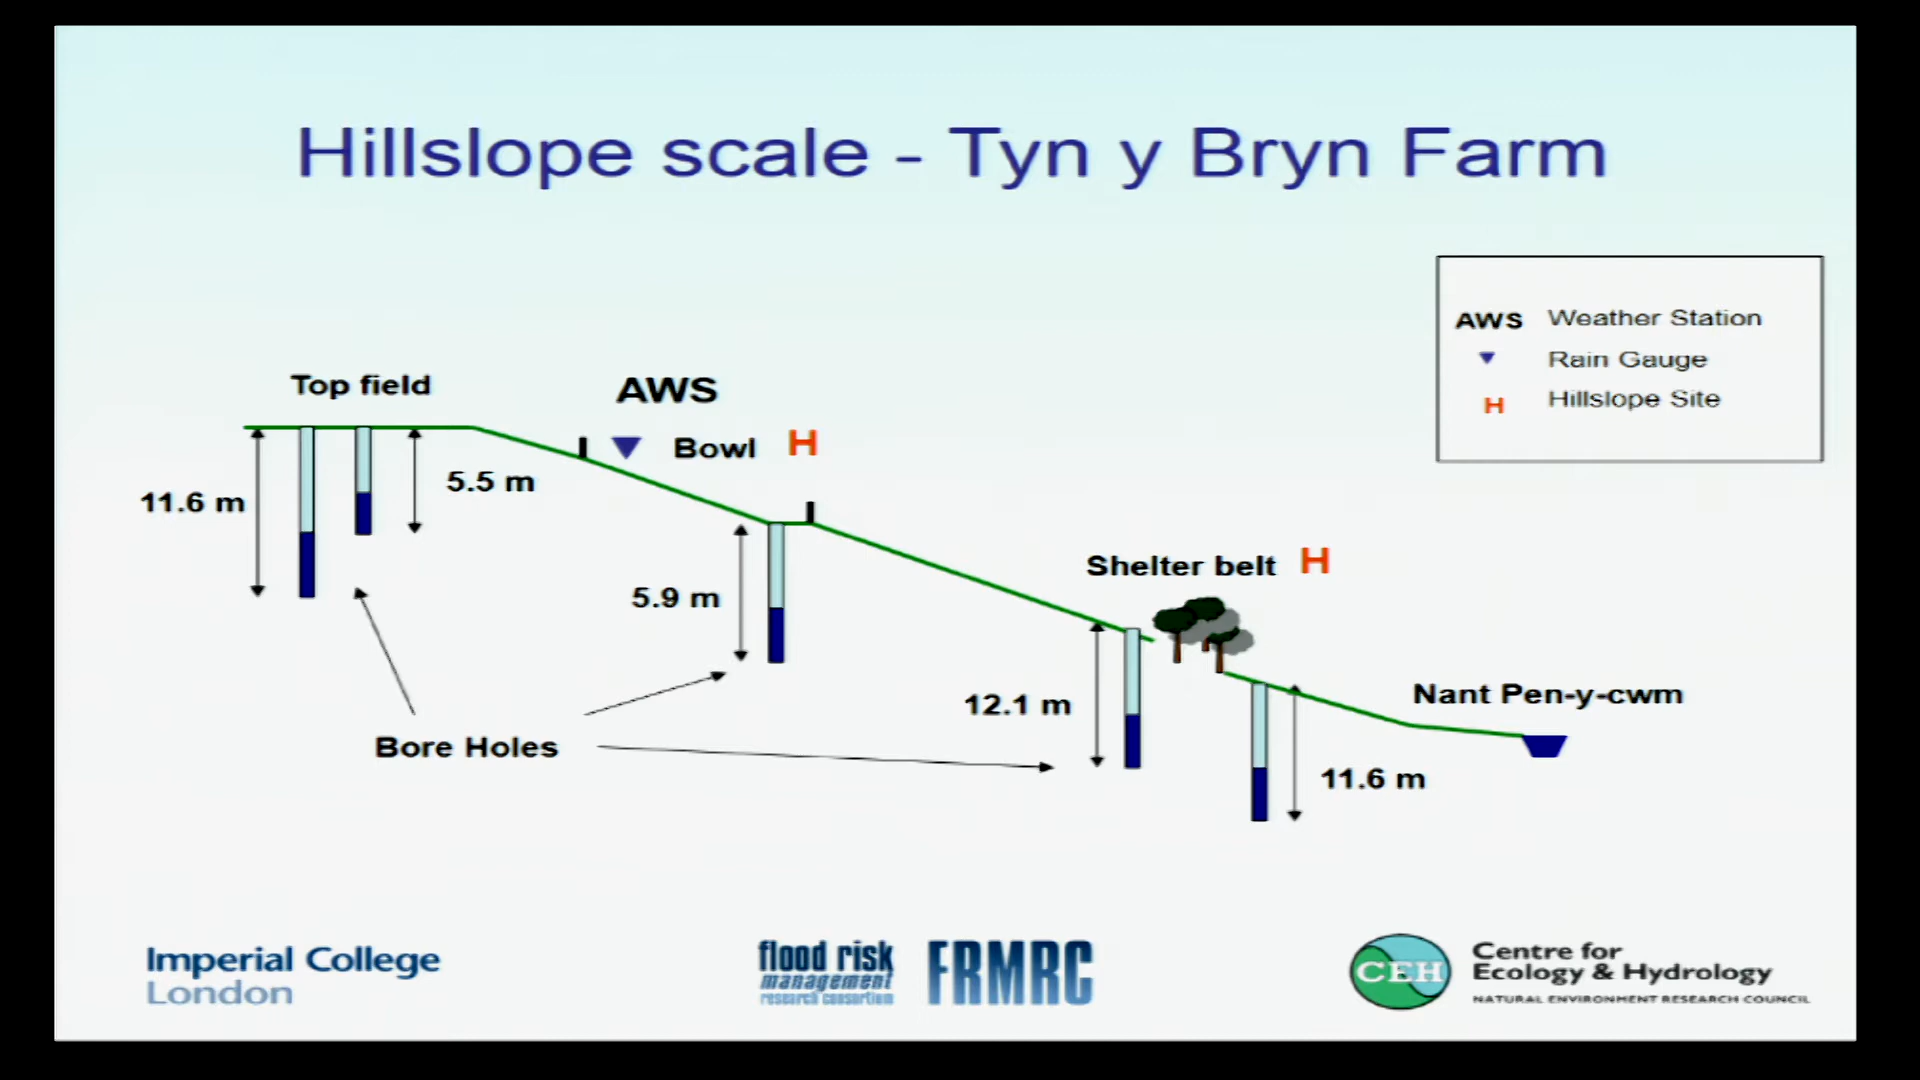 Hillslope scale - Tyn y Bryn Farm
AWS Weather Station
Rain Gauge
H Hillslope Site
Top field
AWS
Bowl H
11.6 m
5.5 m
5.9 m
Shelter belt H
12.1 m
Nant Pen-y-cwm
Bore Holes
11.6 m
Imperial College
London
flood risk
management
research consortium
FRMRC
CEH
Centre for
Ecology & Hydrology
NATURAL ENVIRONMENT RESEARCH COUNCIL